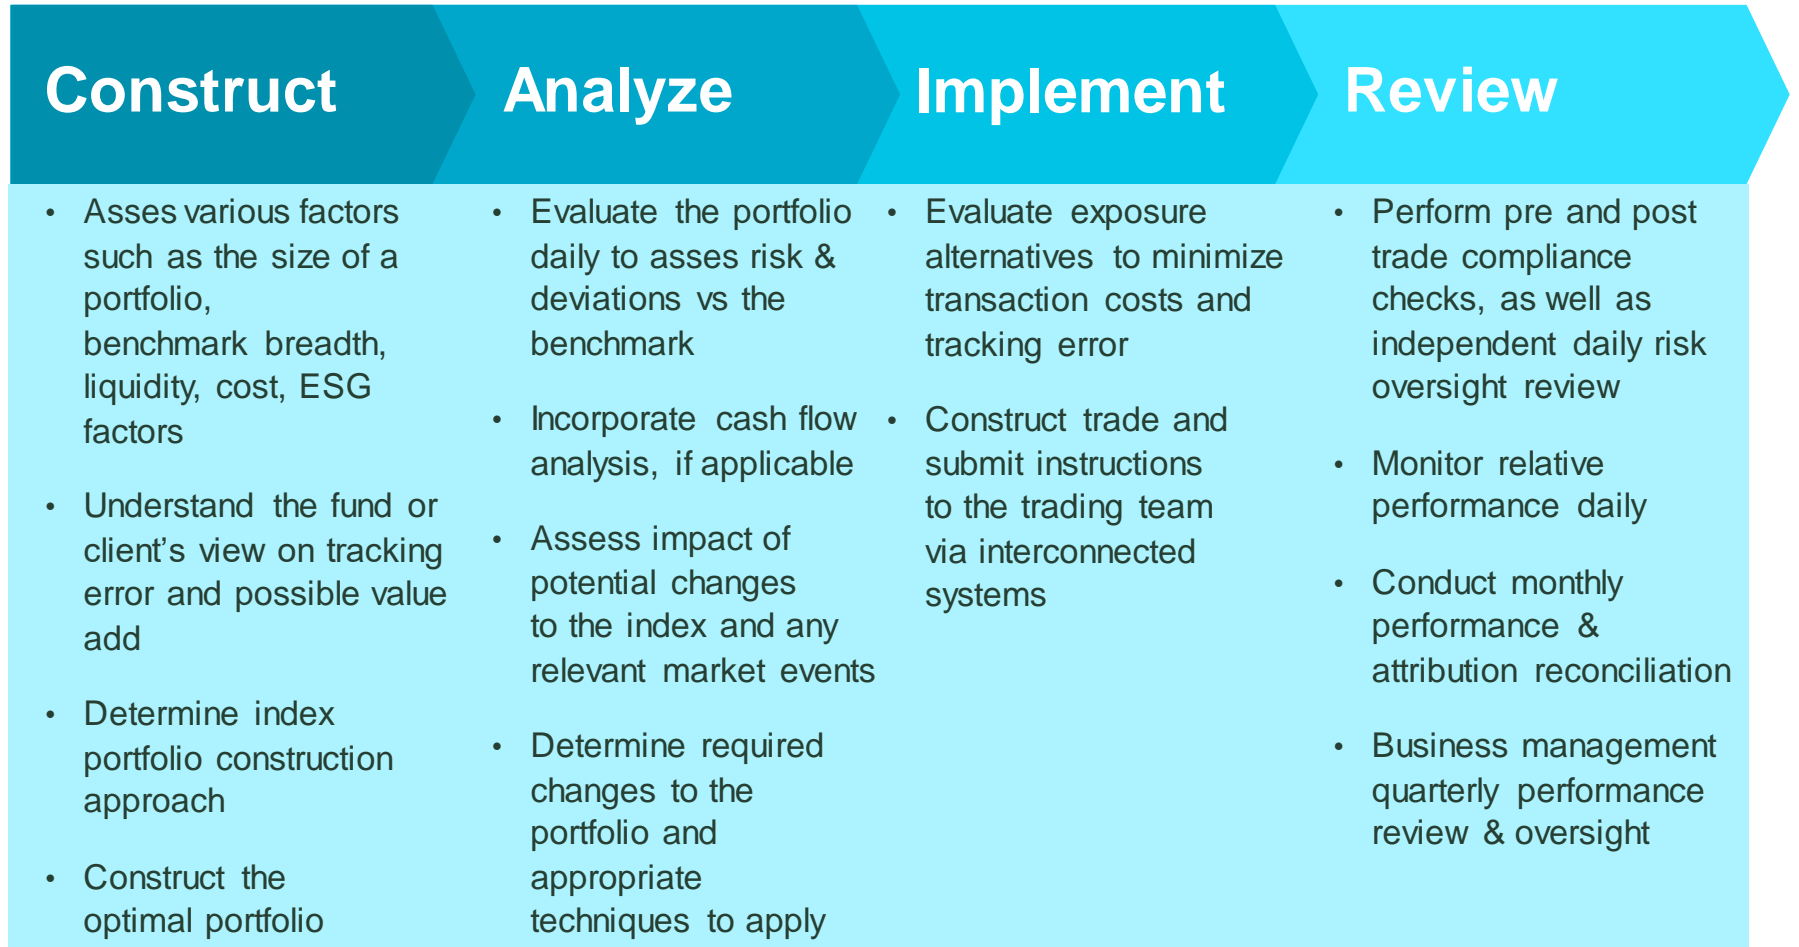 Construct
Analyze
Implement
Review
• Asses various factors
such as the size of a
portfolio,
benchmark breadth,
liquidity, cost, ESG
factors
• Understand the fund or
client’s view on tracking
error and possible value
add
• Determine index
portfolio construction
approach
• Construct the
optimal portfolio
• Evaluate the portfolio
daily to asses risk &
deviations vs the
benchmark
• Incorporate cash flow
analysis, if applicable
• Assess impact of
potential changes
to the index and any
relevant market events
• Determine required
changes to the
portfolio and
appropriate
techniques to apply
• Evaluate exposure
alternatives to minimize
transaction costs and
tracking error
• Construct trade and
submit instructions
to the trading team
via interconnected
systems
• Perform pre and post
trade compliance
checks, as well as
independent daily risk
oversight review
• Monitor relative
performance daily
• Conduct monthly
performance &
attribution reconciliation
• Business management
quarterly performance
review & oversight